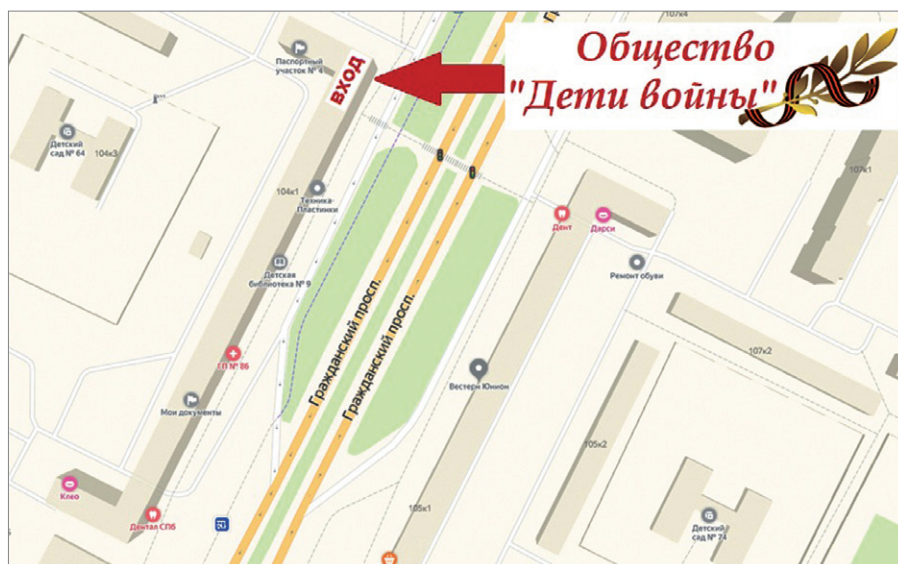 107к4
Общество
"Дети войны"
Паспортный
участок № 4
ВХОД
Детский
сад № 64
104к3
107к1
104к1
Техника-
Пластинки
Дент
Дарси
Детская
библиотека № 9
Ремонт обуви
Гражданский просп.
Гражданский просп.
ГП № 86
107к2
Вестерн Юнион
Мои документы
105к2
Клео
105к1
Дентал СПб
Детский
сад № 74